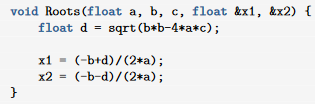 void Roots(float a, b, c, float &x1, &x2) {
    float d = sqrt(b*b-4*a*c);

    x1 = (-b+d)/(2*a);
    x2 = (-b-d)/(2*a);
}